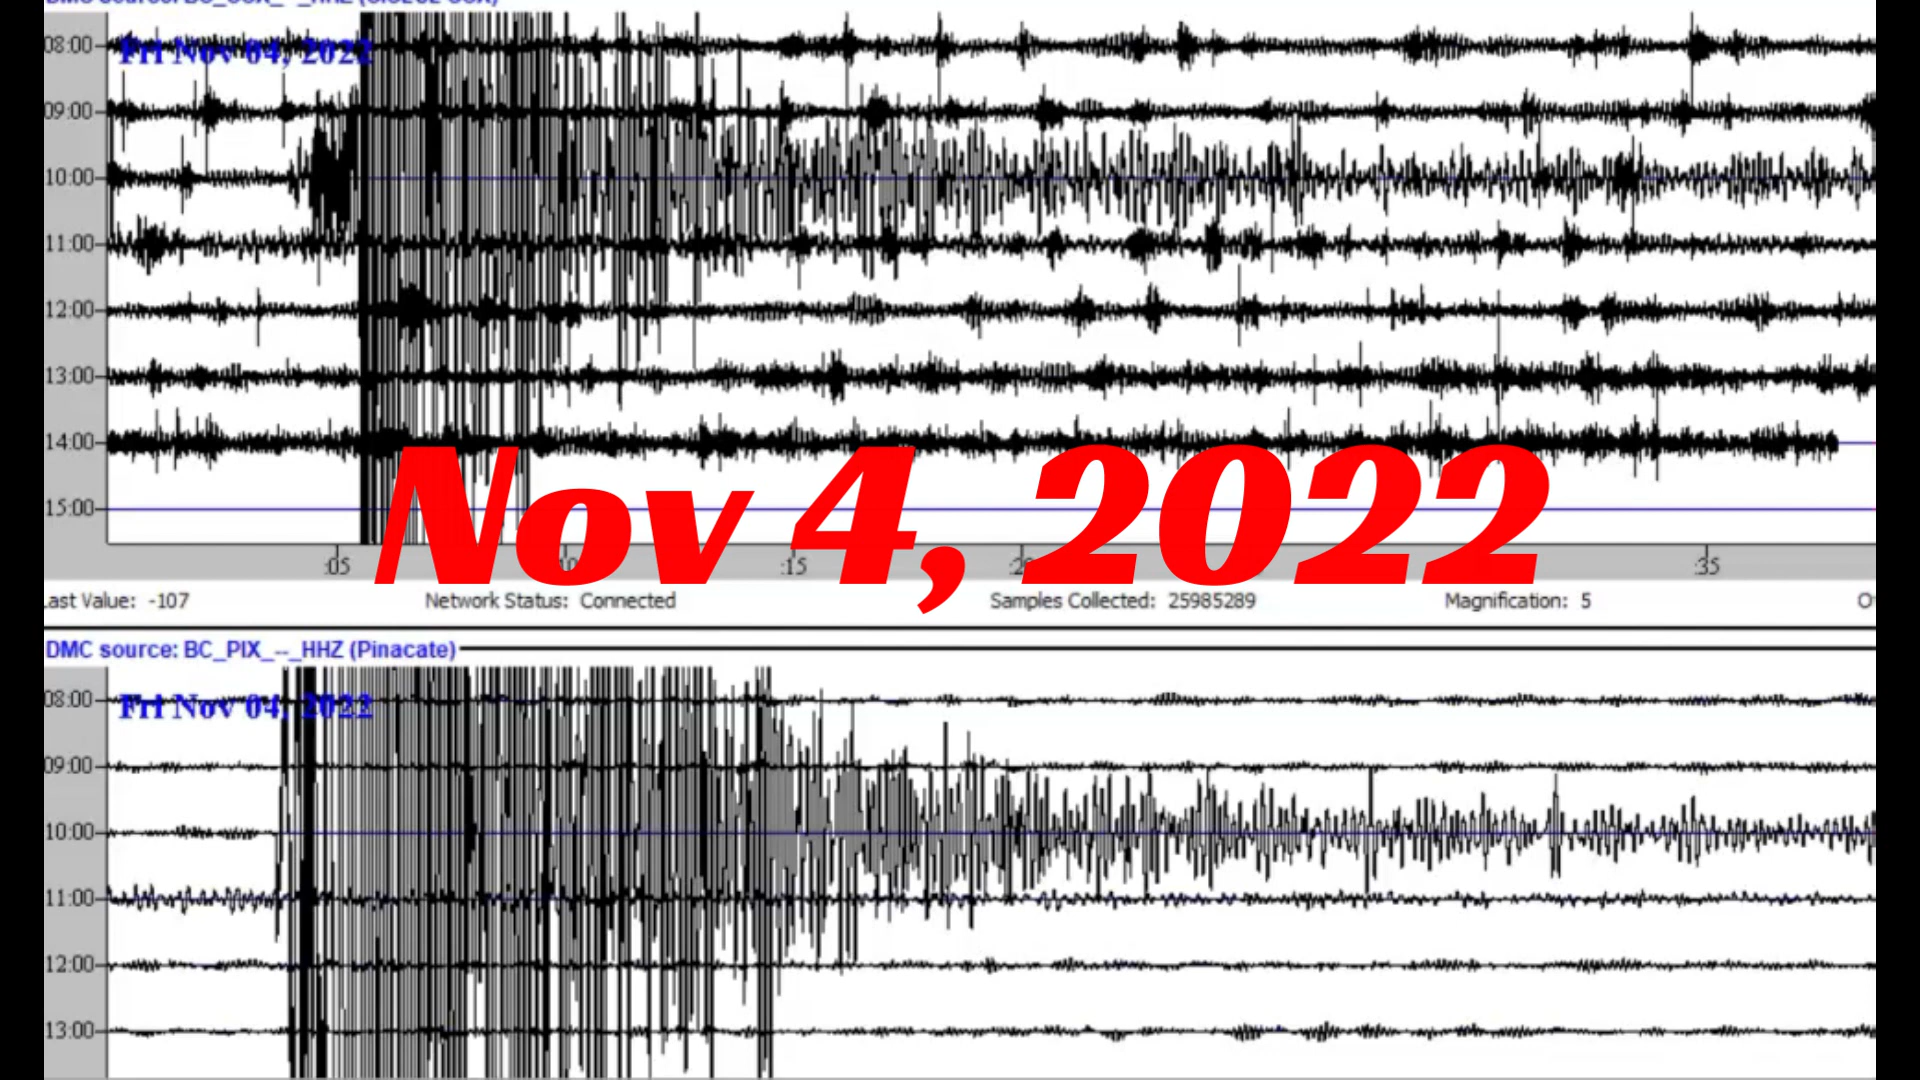 08:00
Fri Nov 04, 2022
09:00
10:00
11:00
12:00
13:00
14:00
15:00
Nov 4, 2022
:05 :15 :35
Last Value: -107 Network Status: Connected Samples Collected: 25985289 Magnification: 5
DMC source: BC_PIX_--_HHZ (Pinacate)
08:00
Fri Nov 04, 2022
09:00
10:00
11:00
12:00
13:00